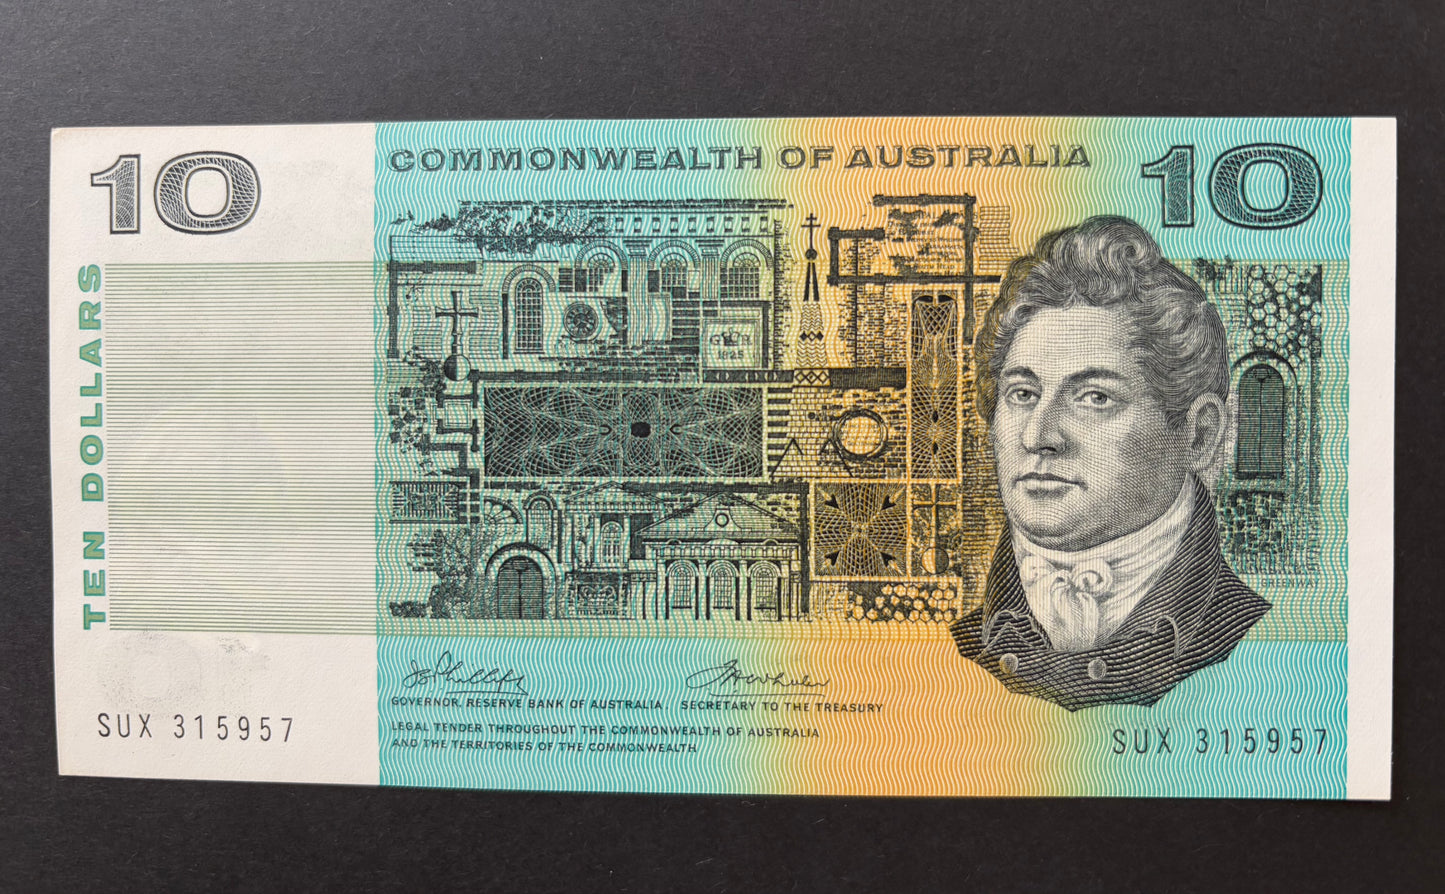 10
COMMONWEALTH OF AUSTRALIA
10
TEN DOLLARS
G R
1825
GREENWAY
GOVERNOR, RESERVE BANK OF AUSTRALIA. SECRETARY TO THE TREASURY
LEGAL TENDER THROUGHOUT THE COMMONWEALTH OF AUSTRALIA
AND THE TERRITORIES OF THE COMMONWEALTH
SUX 315957
SUX 315957